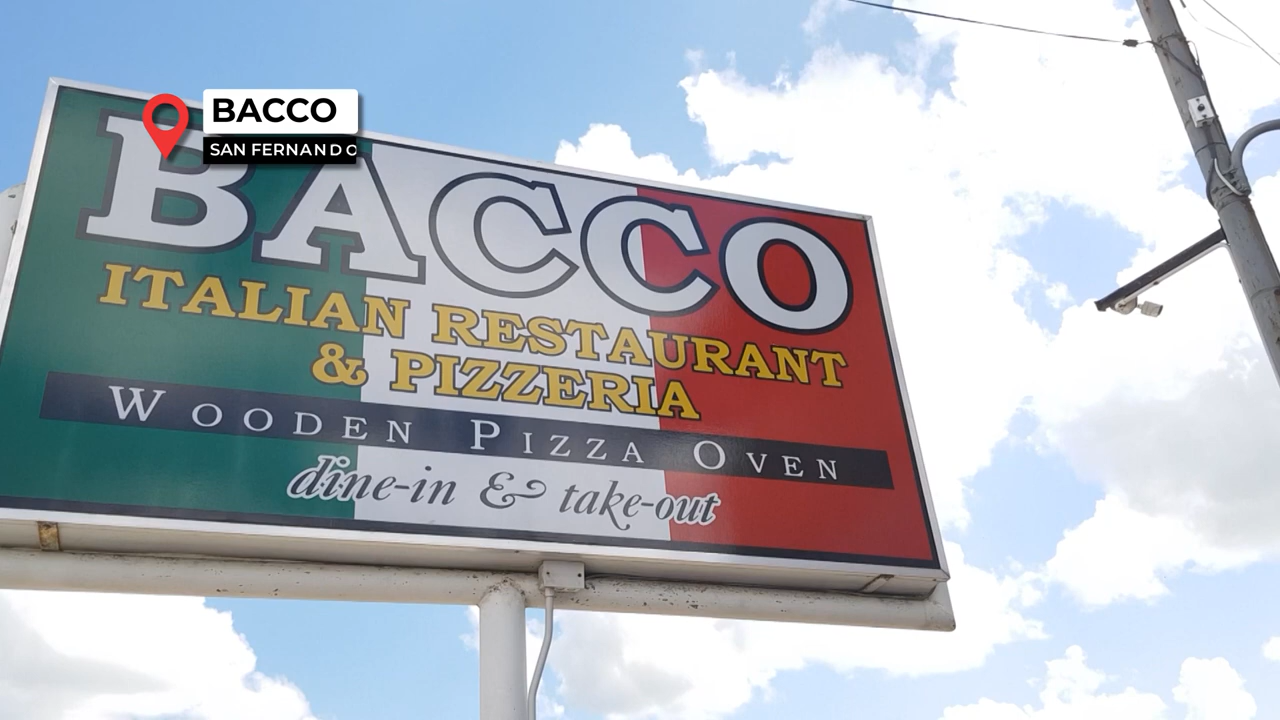 BACCO
SAN FERNANDO
BACCO
ITALIAN RESTAURANT
& PIZZERIA
WOODEN PIZZA OVEN
dine-in & take-out